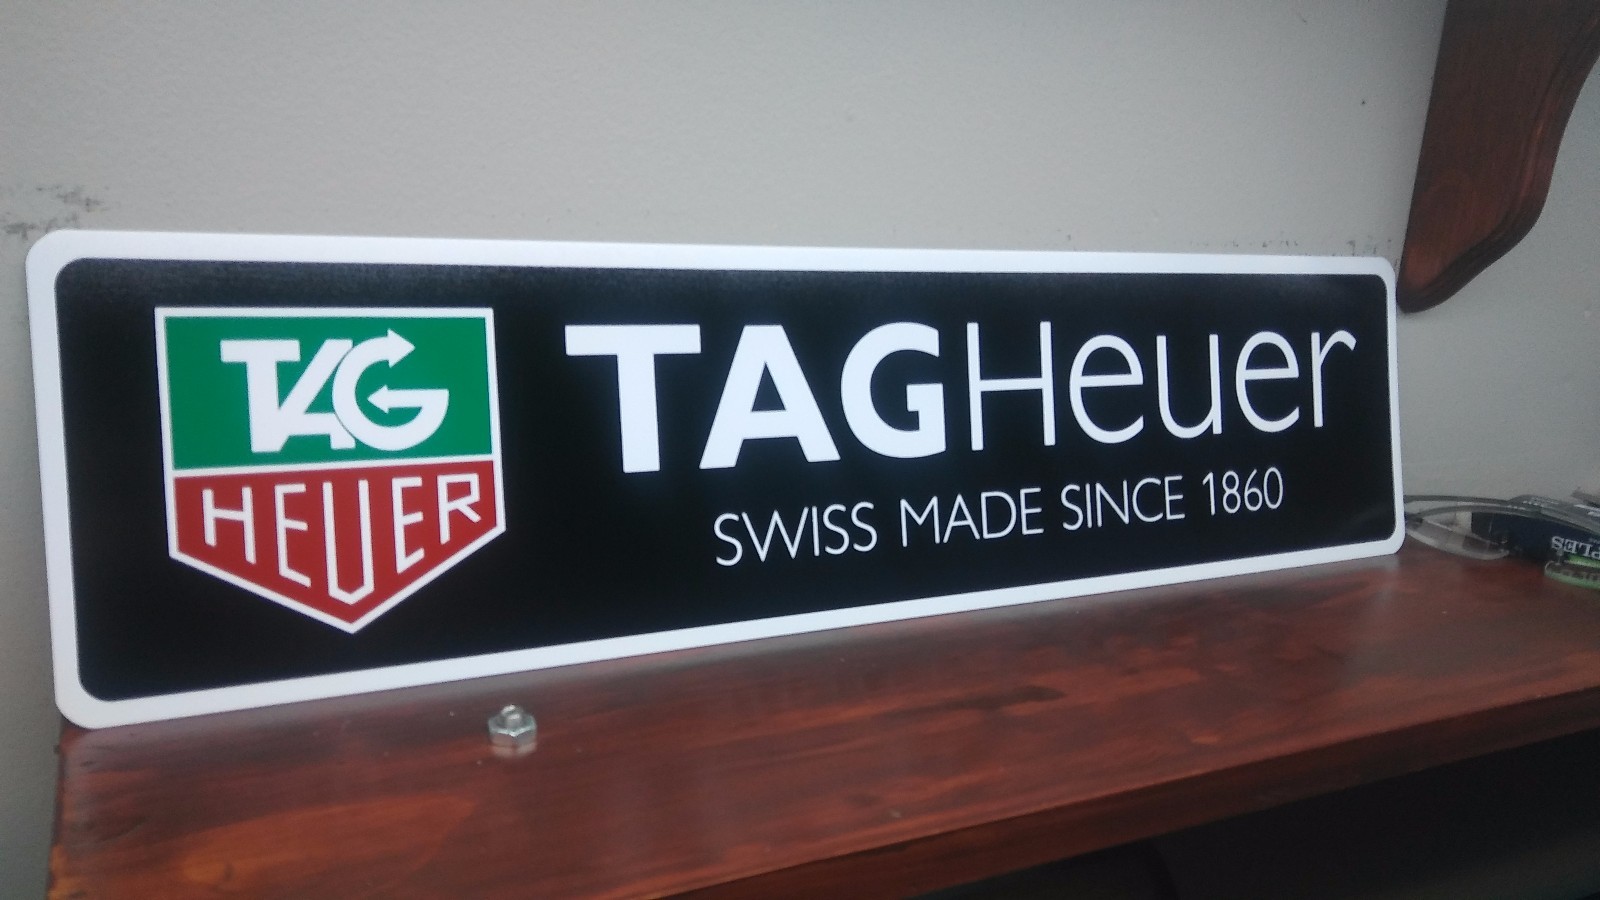 TAG
HEUER
TAGHeuer
SWISS MADE SINCE 1860